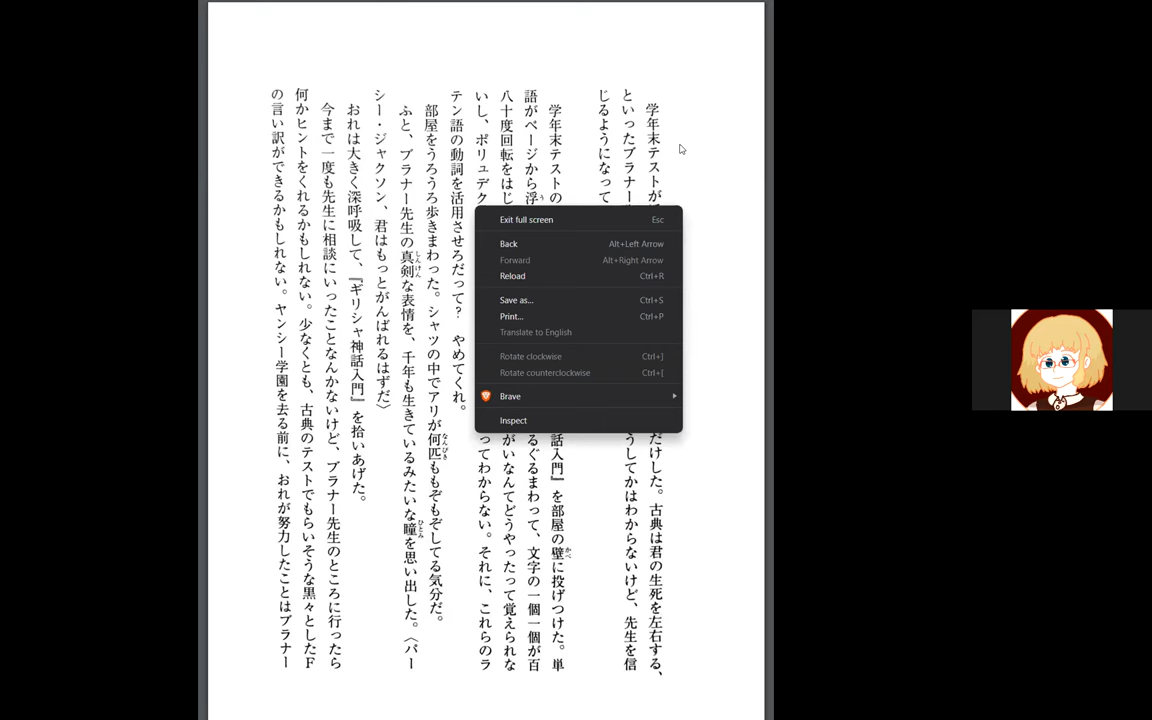 学年末テストが だけした。古典は君の生死を左右する、
といったブラナー うしてかはわからないけど、先生を信
じるようになって
学年末テストの 話入門』を部屋の壁に投げつけた。単
語がページから浮 るぐるまわって、文字の一個一個が百
八十度回転をはじ がいなんてどうやったって覚えられな
いし、ポリュデク ってわからない。それに、これらのラ
テン語の動詞を活用させろだって？　やめてくれ。
部屋をうろうろ歩きまわった。シャツの中でアリが何匹ももぞもぞしてる気分だ。
ふと、ブラナー先生の真剣な表情を、千年も生きているみたいな瞳を思い出した。〈パー
シー・ジャクソン、君はもっとがんばれるはずだ〉
おれは大きく深呼吸して、『ギリシャ神話入門』を拾いあげた。
今まで一度も先生に相談にいったことなんかないけど、ブラナー先生のところに行ったら
何かヒントをくれるかもしれない。少なくとも、古典のテストでもらいそうな黒々としたF
の言い訳ができるかもしれない。ヤンシー学園を去る前に、おれが努力したことはブラナー
Exit full screen Esc
Back Alt+Left Arrow
Forward Alt+Right Arrow
Reload Ctrl+R
Save as... Ctrl+S
Print... Ctrl+P
Translate to English
Rotate clockwise Ctrl+]
Rotate counterclockwise Ctrl+[
Brave
Inspect